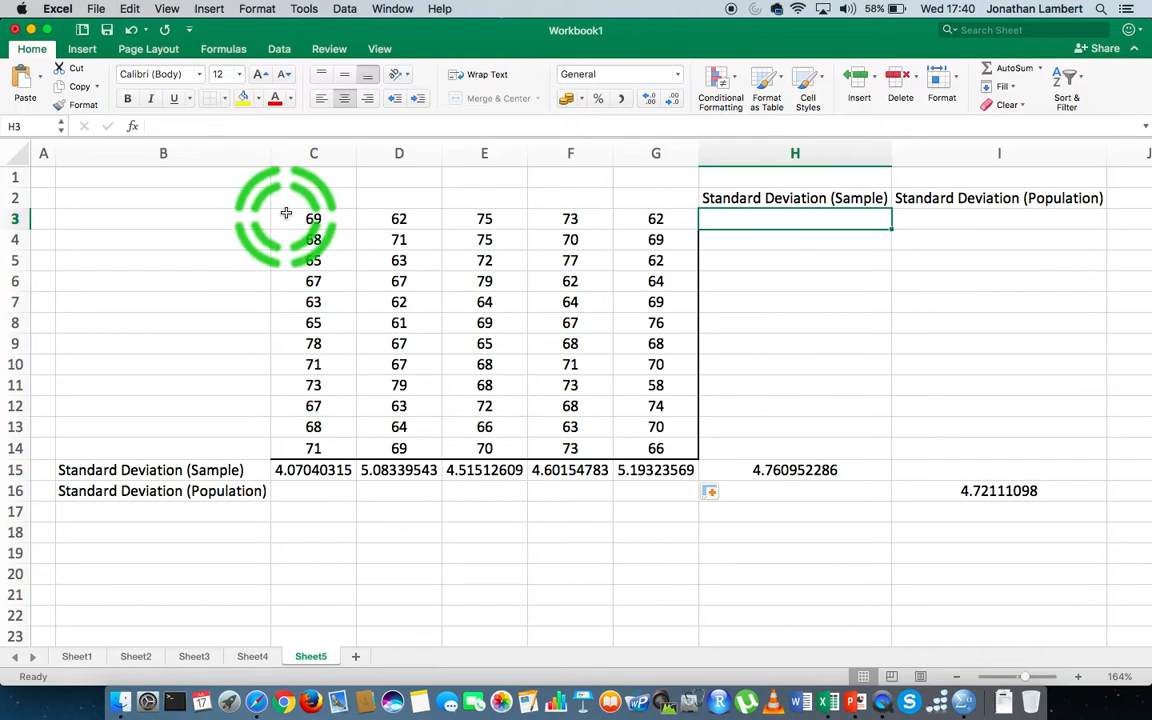 Excel File Edit View Insert Format Tools Data Window Help 58% Wed 17:40 Jonathan Lambert
Workbook1 Search Sheet
Home Insert Page Layout Formulas Data Review View Share
Paste Cut Copy Format Calibri (Body) 12 A A Wrap Text General AutoSum
B I U A Merge & Center % Conditional Formatting Format as Table Cell Styles Insert Delete Format Fill Clear Sort & Filter
H3 fx
A B C D E F G H I J
1
2 Standard Deviation (Sample) Standard Deviation (Population)
3 69 62 75 73 62
4 68 71 75 70 69
5 65 63 72 77 62
6 67 67 79 62 64
7 63 62 64 64 69
8 65 61 69 67 76
9 78 67 65 68 68
10 71 67 68 71 70
11 73 79 68 73 58
12 67 63 72 68 74
13 68 64 66 63 70
14 71 69 70 73 66
15 Standard Deviation (Sample) 4.07040315 5.08339543 4.51512609 4.60154783 5.19323569 4.760952286
16 Standard Deviation (Population) 4.72111098
17
18
19
20
21
22
23
Sheet1 Sheet2 Sheet3 Sheet4 Sheet5 +
Ready 164%